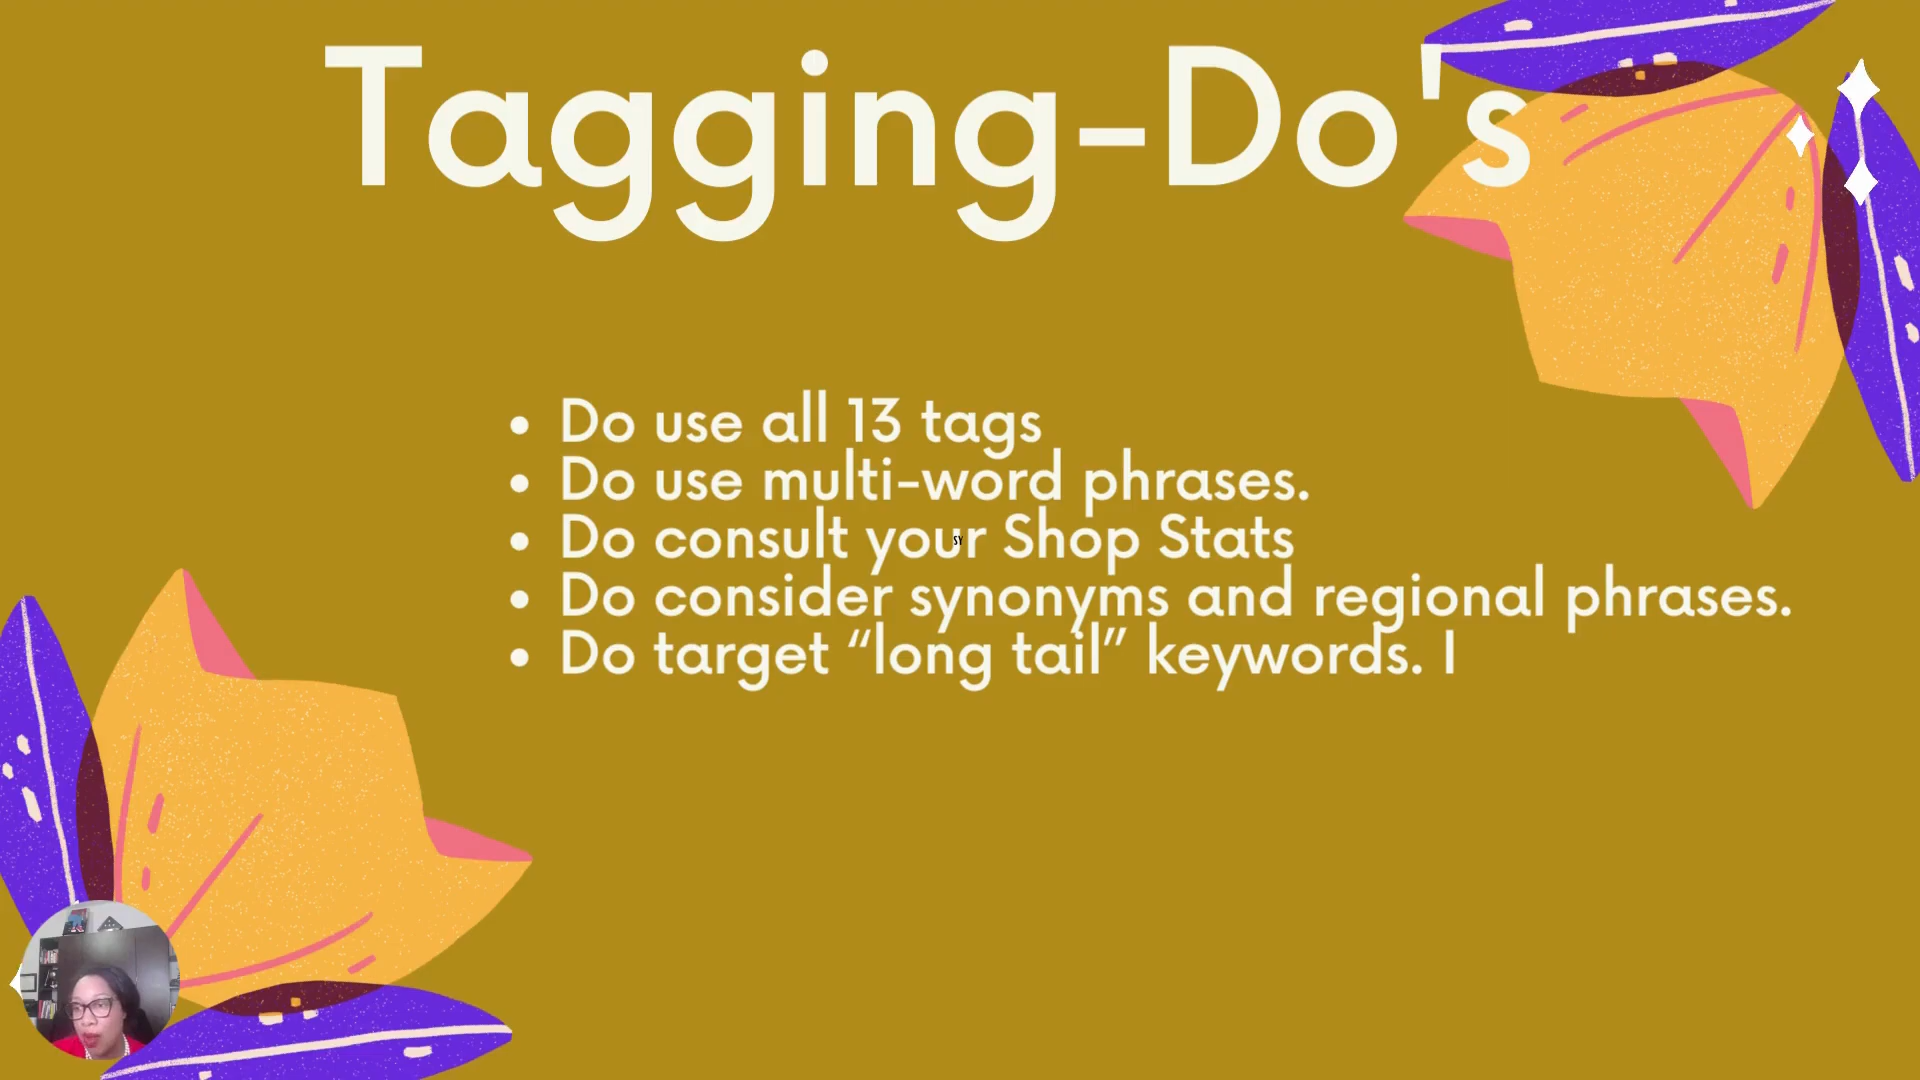 Tagging-Do's
• Do use all 13 tags
• Do use multi-word phrases.
• Do consult your Shop Stats
• Do consider synonyms and regional phrases.
• Do target “long tail” keywords. I
SY